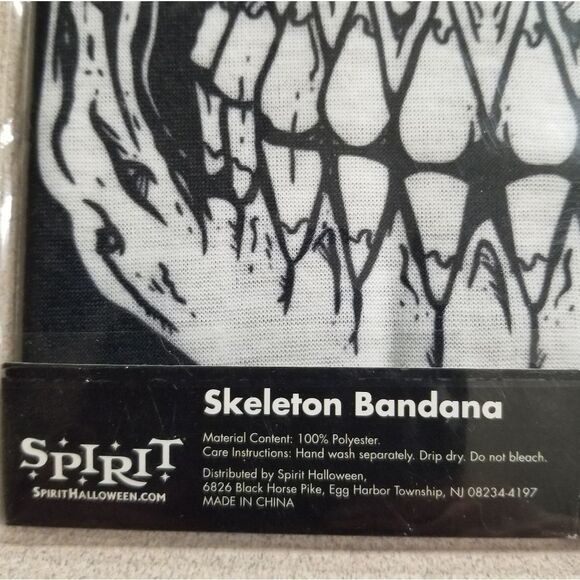 Skeleton Bandana
Material Content: 100% Polyester.
Care Instructions: Hand wash separately. Drip dry. Do not bleach.
Distributed by Spirit Halloween,
6826 Black Horse Pike, Egg Harbor Township, NJ 08234-4197
MADE IN CHINA
SPIRIT
SPIRITHALLOWEEN.COM